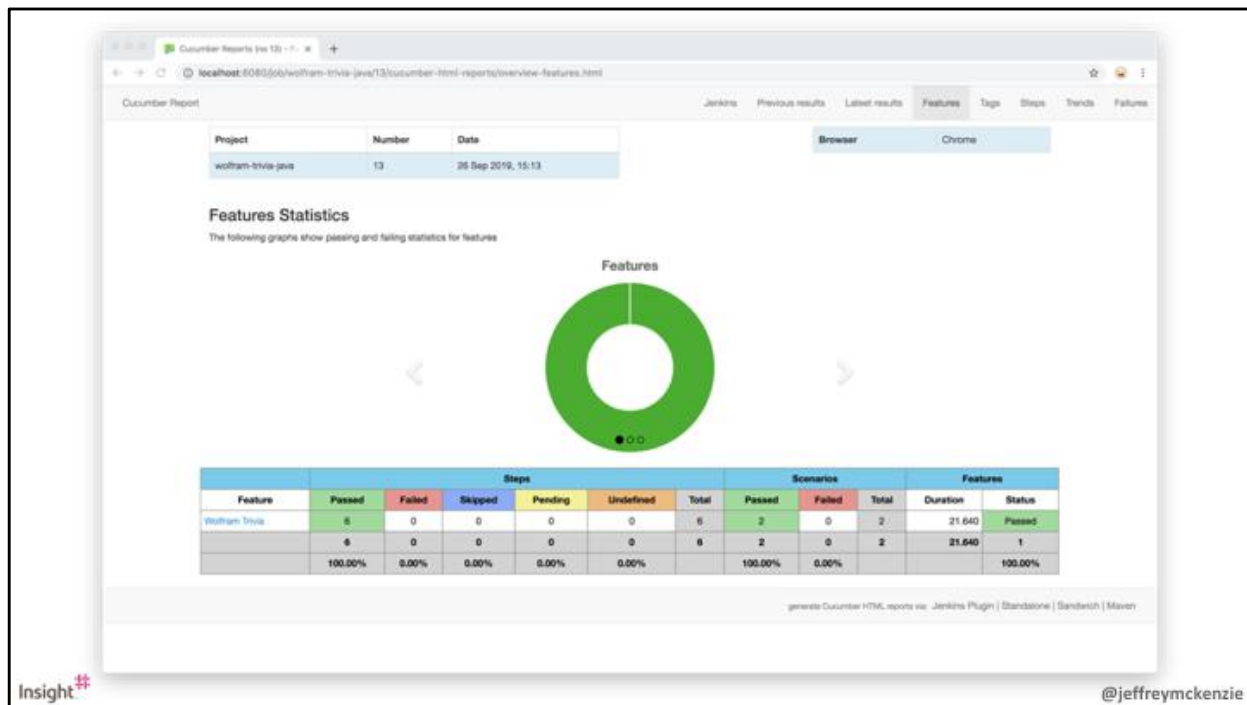 Cucumber Reports (no 13) - F
localhost:8080/job/wolfram-trivia-java/13/cucumber-html-reports/overview-features.html
Cucumber Report Jenkins Previous results Latest results Features Tags Steps Trends Failures
Project Number Date Browser Chrome
wolfram-trivia-java 13 26 Sep 2019, 15:13
Features Statistics
The following graphs show passing and failing statistics for features
Features
Steps Scenarios Features
Feature Passed Failed Skipped Pending Undefined Total Passed Failed Total Duration Status
Wolfram Trivia 6 0 0 0 0 6 2 0 2 21.640 Passed
6 0 0 0 0 6 2 0 2 21.640 1
100.00% 0.00% 0.00% 0.00% 0.00% 100.00% 0.00% 100.00%
generate Cucumber HTML reports via: Jenkins Plugin | Standalone | Sandwich | Maven
Insight @jeffreymckenzie